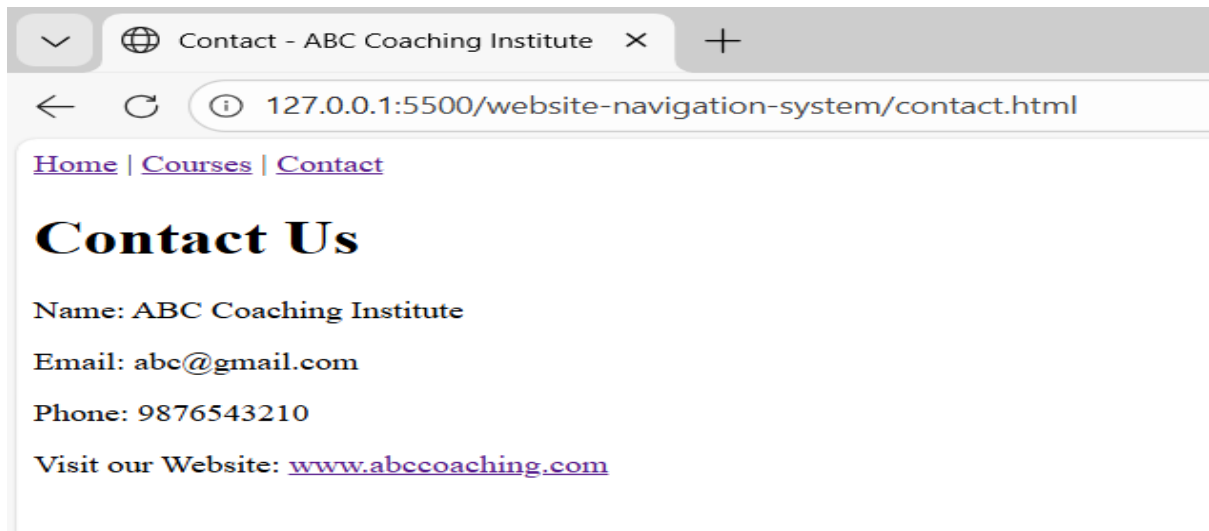 Contact - ABC Coaching Institute
127.0.0.1:5500/website-navigation-system/contact.html
Home | Courses | Contact
Contact Us
Name: ABC Coaching Institute
Email: abc@gmail.com
Phone: 9876543210
Visit our Website: www.abccoaching.com